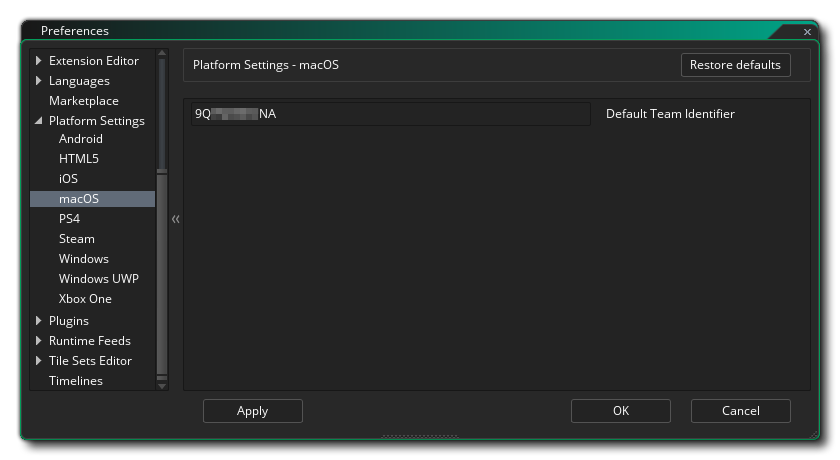 Preferences
Extension Editor
Languages
Marketplace
Platform Settings
Android
HTML5
iOS
macOS
PS4
Steam
Windows
Windows UWP
Xbox One
Plugins
Runtime Feeds
Tile Sets Editor
Timelines
Platform Settings - macOS
Restore defaults
9Q NA
Default Team Identifier
Apply
OK
Cancel